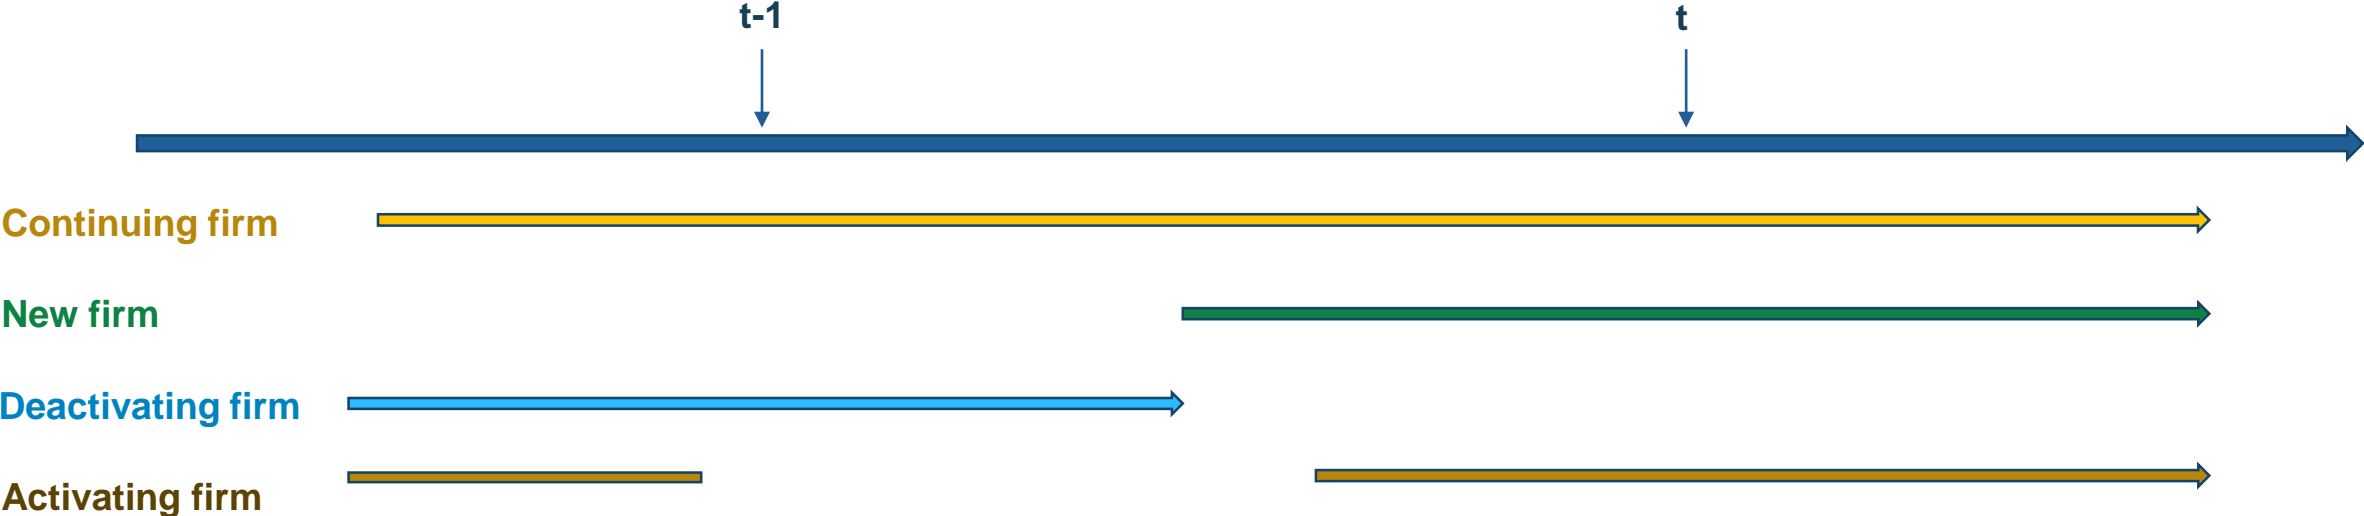 t-1
t
Continuing firm
New firm
Deactivating firm
Activating firm